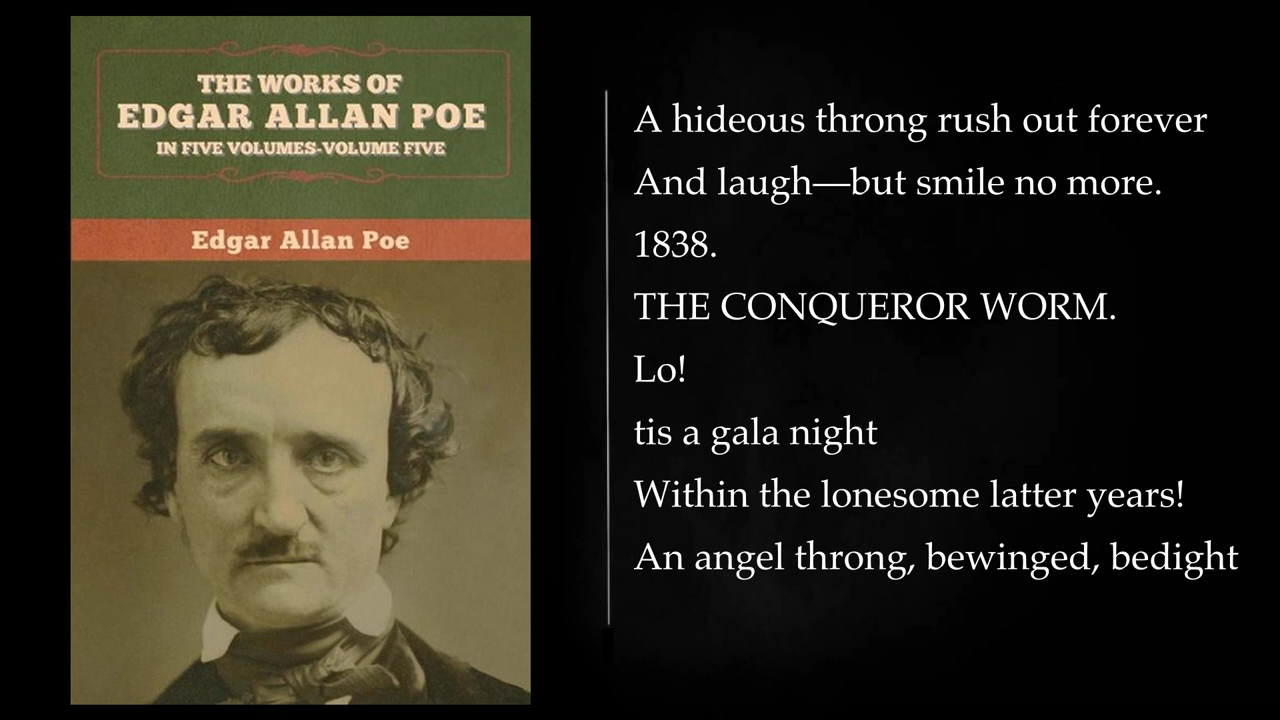 THE WORKS OF
EDGAR ALLAN POE
IN FIVE VOLUMES-VOLUME FIVE
Edgar Allan Poe
A hideous throng rush out forever
And laugh—but smile no more.
1838.
THE CONQUEROR WORM.
Lo!
tis a gala night
Within the lonesome latter years!
An angel throng, bewinged, bedight